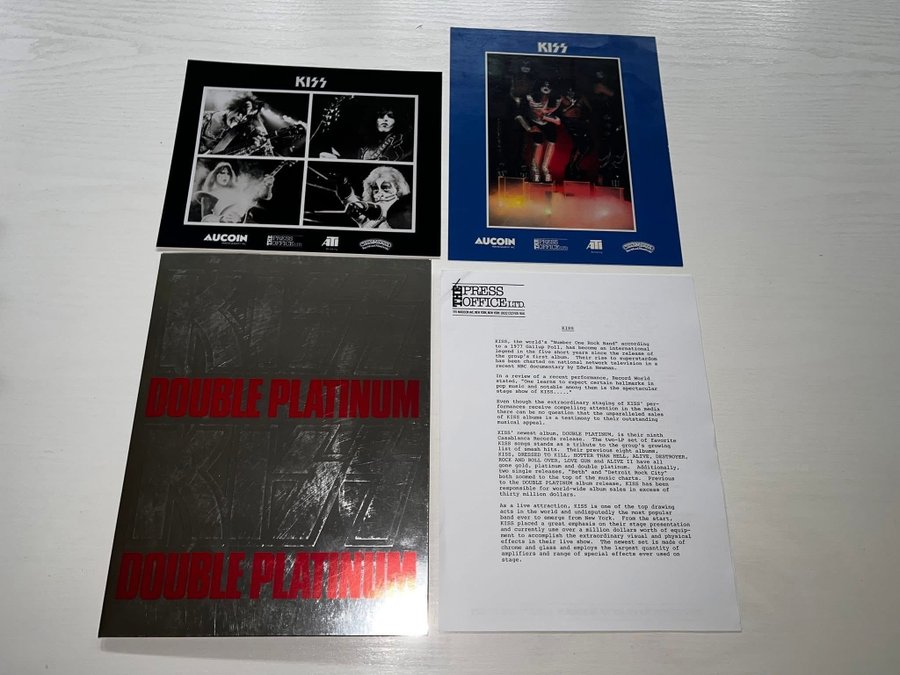 KISS
AUCOIN
THE PRESS OFFICE LTD.
ATI
KISS
AUCOIN
THE PRESS OFFICE LTD.
ATI
DOUBLE PLATINUM
DOUBLE PLATINUM
THE PRESS
OFFICE LTD.
KISS
KISS, the world's "Number One Rock Band" according
to a 1977 Gallup Poll, has become an international
legend in the five short years since the release of
the group's first album. Their rise to superstardom
has been charted on national network television in a
recent NBC documentary by Edwin Newman.
In a review of a recent performance, Record World
stated, "One learns to expect certain hallmarks in
pop music and notable among them is the spectacular
stage show of KISS....."
Even though the extraordinary staging of KISS' per-
formances receive compelling attention in the media
there can be no question that the unparalleled sales
of KISS albums is a testimony to their outstanding
musical appeal.
KISS' newest album, DOUBLE PLATINUM, is their ninth
Casablanca Records release. The two-LP set of favorite
KISS songs stands as a tribute to the group's growing
list of smash hits. Their previous eight albums,
KISS, DRESSED TO KILL, HOTTER THAN HELL, ALIVE, DESTROYER,
ROCK AND ROLL OVER, LOVE GUN and ALIVE II have all
gone gold, platinum and double platinum. Additionally,
two single releases, "Beth" and "Detroit Rock City"
both zoomed to the top of the music charts. Previous
to the DOUBLE PLATINUM album release, KISS has been
responsible for world-wide album sales in excess of
thirty million dollars.
As a live attraction, KISS is one of the top drawing
acts in the world and undisputedly the most popular
band ever to emerge from New York. From the start,
KISS placed a great emphasis on their stage presentation
and currently use over a million dollars worth of equip-
ment to accomplish the extraordinary visual and physical
effects in their live show. The newest set is made of
chrome and glass and employs the largest quantity of
amplifiers and range of special effects ever used on
stage.